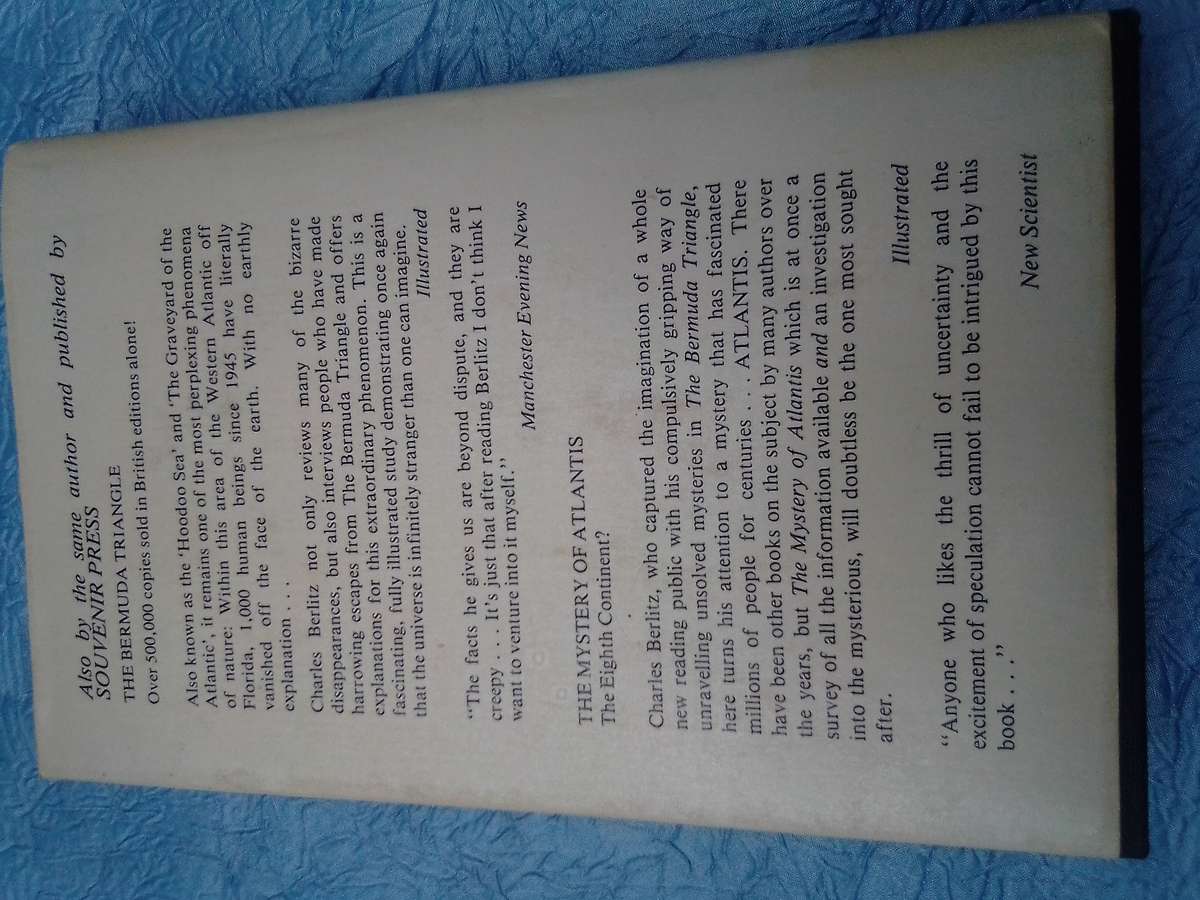 Also by the same author and published by
SOUVENIR PRESS
THE BERMUDA TRIANGLE
Over 500,000 copies sold in British editions alone!
Also known as the ‘Hoodoo Sea’ and ‘The Graveyard of the
Atlantic’, it remains one of the most perplexing phenomena
of nature: Within this area of the Western Atlantic off
Florida, 1,000 human beings since 1945 have literally
vanished off the face of the earth. With no earthly
explanation . . . .
Charles Berlitz not only reviews many of the bizarre
disappearances, but also interviews people who have made
harrowing escapes from The Bermuda Triangle and offers
explanations for this extraordinary phenomenon. This is a
fascinating, fully illustrated study demonstrating once again
that the universe is infinitely stranger than one can imagine.
Illustrated
“The facts he gives us are beyond dispute, and they are
creepy . . . It’s just that after reading Berlitz I don’t think I
want to venture into it myself.”
Manchester Evening News
THE MYSTERY OF ATLANTIS
The Eighth Continent?
Charles Berlitz, who captured the imagination of a whole
new reading public with his compulsively gripping way of
unravelling unsolved mysteries in The Bermuda Triangle,
here turns his attention to a mystery that has fascinated
millions of people for centuries . . . ATLANTIS. There
have been other books on the subject by many authors over
the years, but The Mystery of Atlantis which is at once a
survey of all the information available and an investigation
into the mysterious, will doubtless be the one most sought
after.
Illustrated
“Anyone who likes the thrill of uncertainty and the
excitement of speculation cannot fail to be intrigued by this
book . . .”
New Scientist